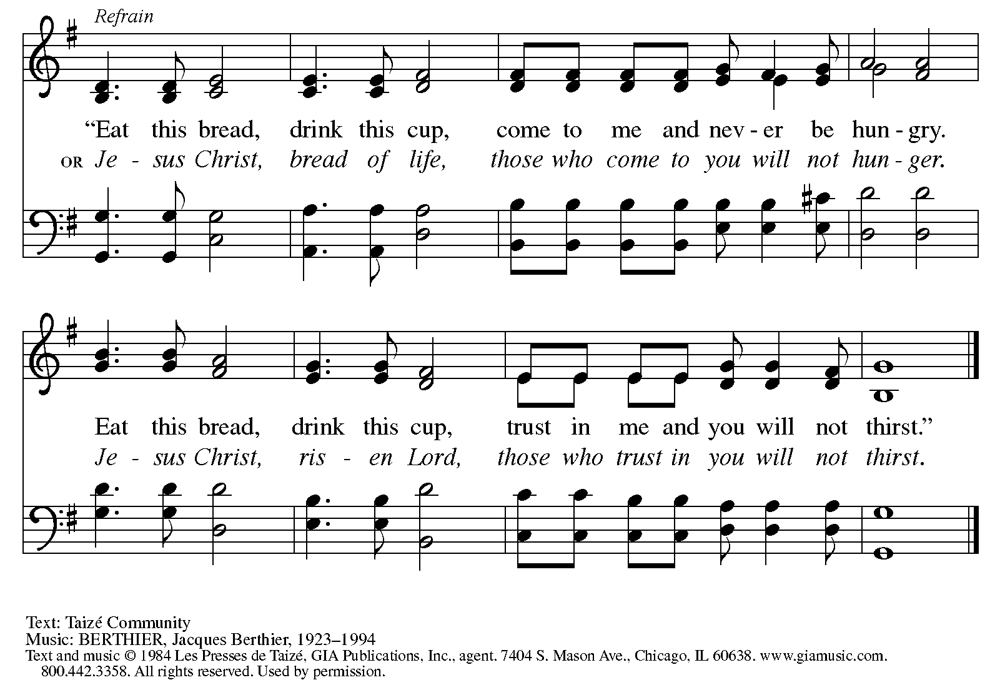 Refrain
“Eat this bread, drink this cup, come to me and nev - er be hun - gry.
OR Je - sus Christ, bread of life, those who come to you will not hun - ger.
Eat this bread, drink this cup, trust in me and you will not thirst.”
Je - sus Christ, ris - en Lord, those who trust in you will not thirst.
Text: Taizé Community
Music: BERTHIER, Jacques Berthier, 1923–1994
Text and music © 1984 Les Presses de Taizé, GIA Publications, Inc., agent. 7404 S. Mason Ave., Chicago, IL 60638. www.giamusic.com.
800.442.3358. All rights reserved. Used by permission.